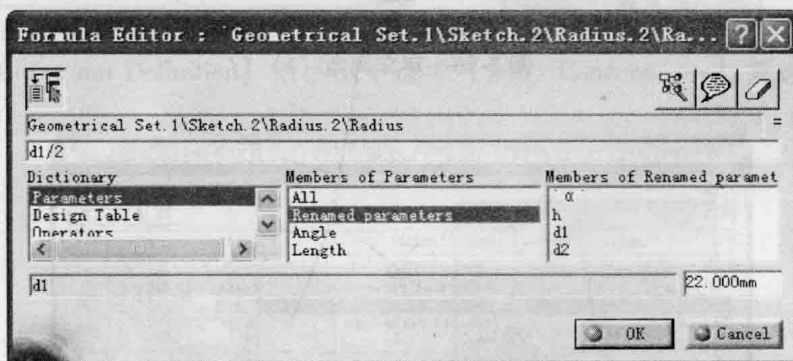 Formula Editor : `Geometrical Set.1\Sketch.2\Radius.2\Ra...
Geometrical Set.1\Sketch.2\Radius.2\Radius =
d1/2
Dictionary Members of Parameters Members of Renamed paramet
Parameters All `α`
Design Table Renamed parameters h
Operators Angle d1
Length d2
d1 22.000mm
OK Cancel